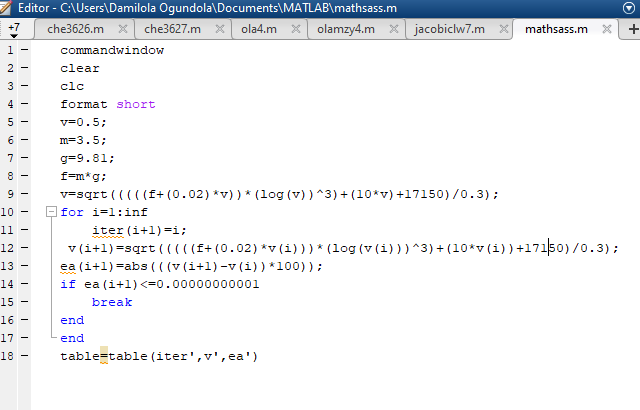 Editor - C:\Users\Damilola Ogundola\Documents\MATLAB\mathsass.m
+7 che3626.m che3627.m ola4.m olamzy4.m jacobiclw7.m mathsass.m
1 commandwindow
2 clear
3 clc
4 format short
5 v=0.5;
6 m=3.5;
7 g=9.81;
8 f=m*g;
9 v=sqrt(((((f+(0.02)*v))*(log(v))^3)+(10*v)+17150)/0.3);
10 for i=1:inf
11 iter(i+1)=i;
12 v(i+1)=sqrt(((((f+(0.02)*v(i)))*(log(v(i)))^3)+(10*v(i))+17150)/0.3);
13 ea(i+1)=abs(((v(i+1)-v(i))*100));
14 if ea(i+1)<=0.00000000001
15 break
16 end
17 end
18 table=table(iter',v',ea')